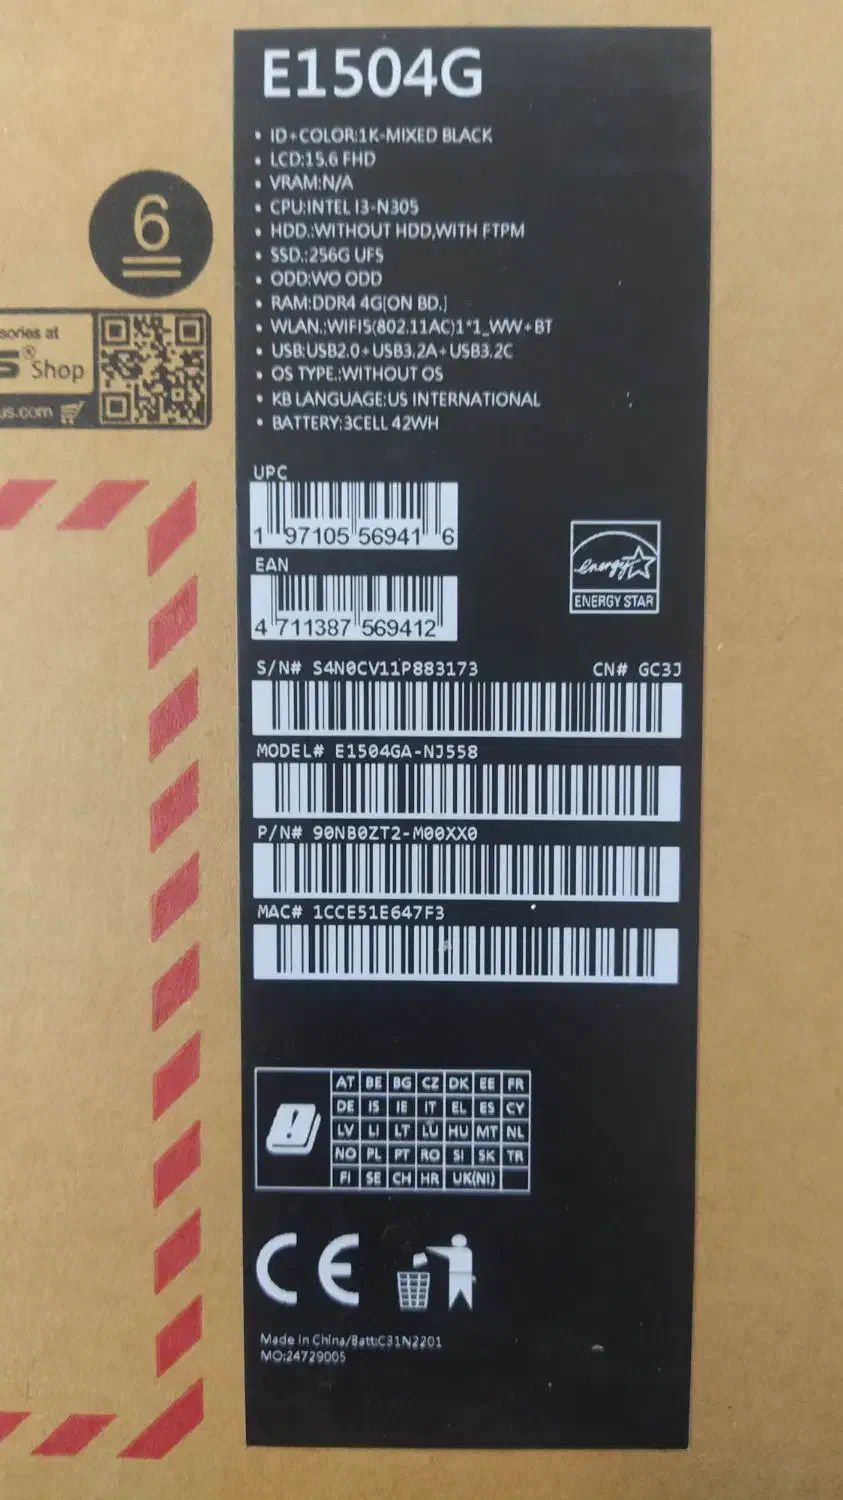 E1504G
• ID+COLOR:1K-MIXED BLACK
• LCD:15.6 FHD
• VRAM:N/A
• CPU:INTEL I3-N305
• HDD.:WITHOUT HDD,WITH FTPM
• SSD.:256G UFS
• ODD:WO ODD
• RAM:DDR4 4G[ON BD.]
• WLAN.:WIFI5(802.11AC)1*1_WW+BT
• USB:USB2.0+USB3.2A+USB3.2C
• OS TYPE.:WITHOUT OS
• KB LANGUAGE:US INTERNATIONAL
• BATTERY:3CELL 42WH
6
sories at
S® Shop
us.com
UPC
1 97105 56941 6
EAN
4 711387 569412
energy
ENERGY STAR
S/N# S4N0CV11P883173 CN# GC3J
MODEL# E1504GA-NJ558
P/N# 90NB0ZT2-M00XX0
MAC# 1CCE51E647F3
AT BE BG CZ DK EE FR
DE IS IE IT EL ES CY
LV LI LT LU HU MT NL
NO PL PT RO SI SK TR
FI SE CH HR UK(NI)
CE
Made In China/Batt:C31N2201
MO:24729005